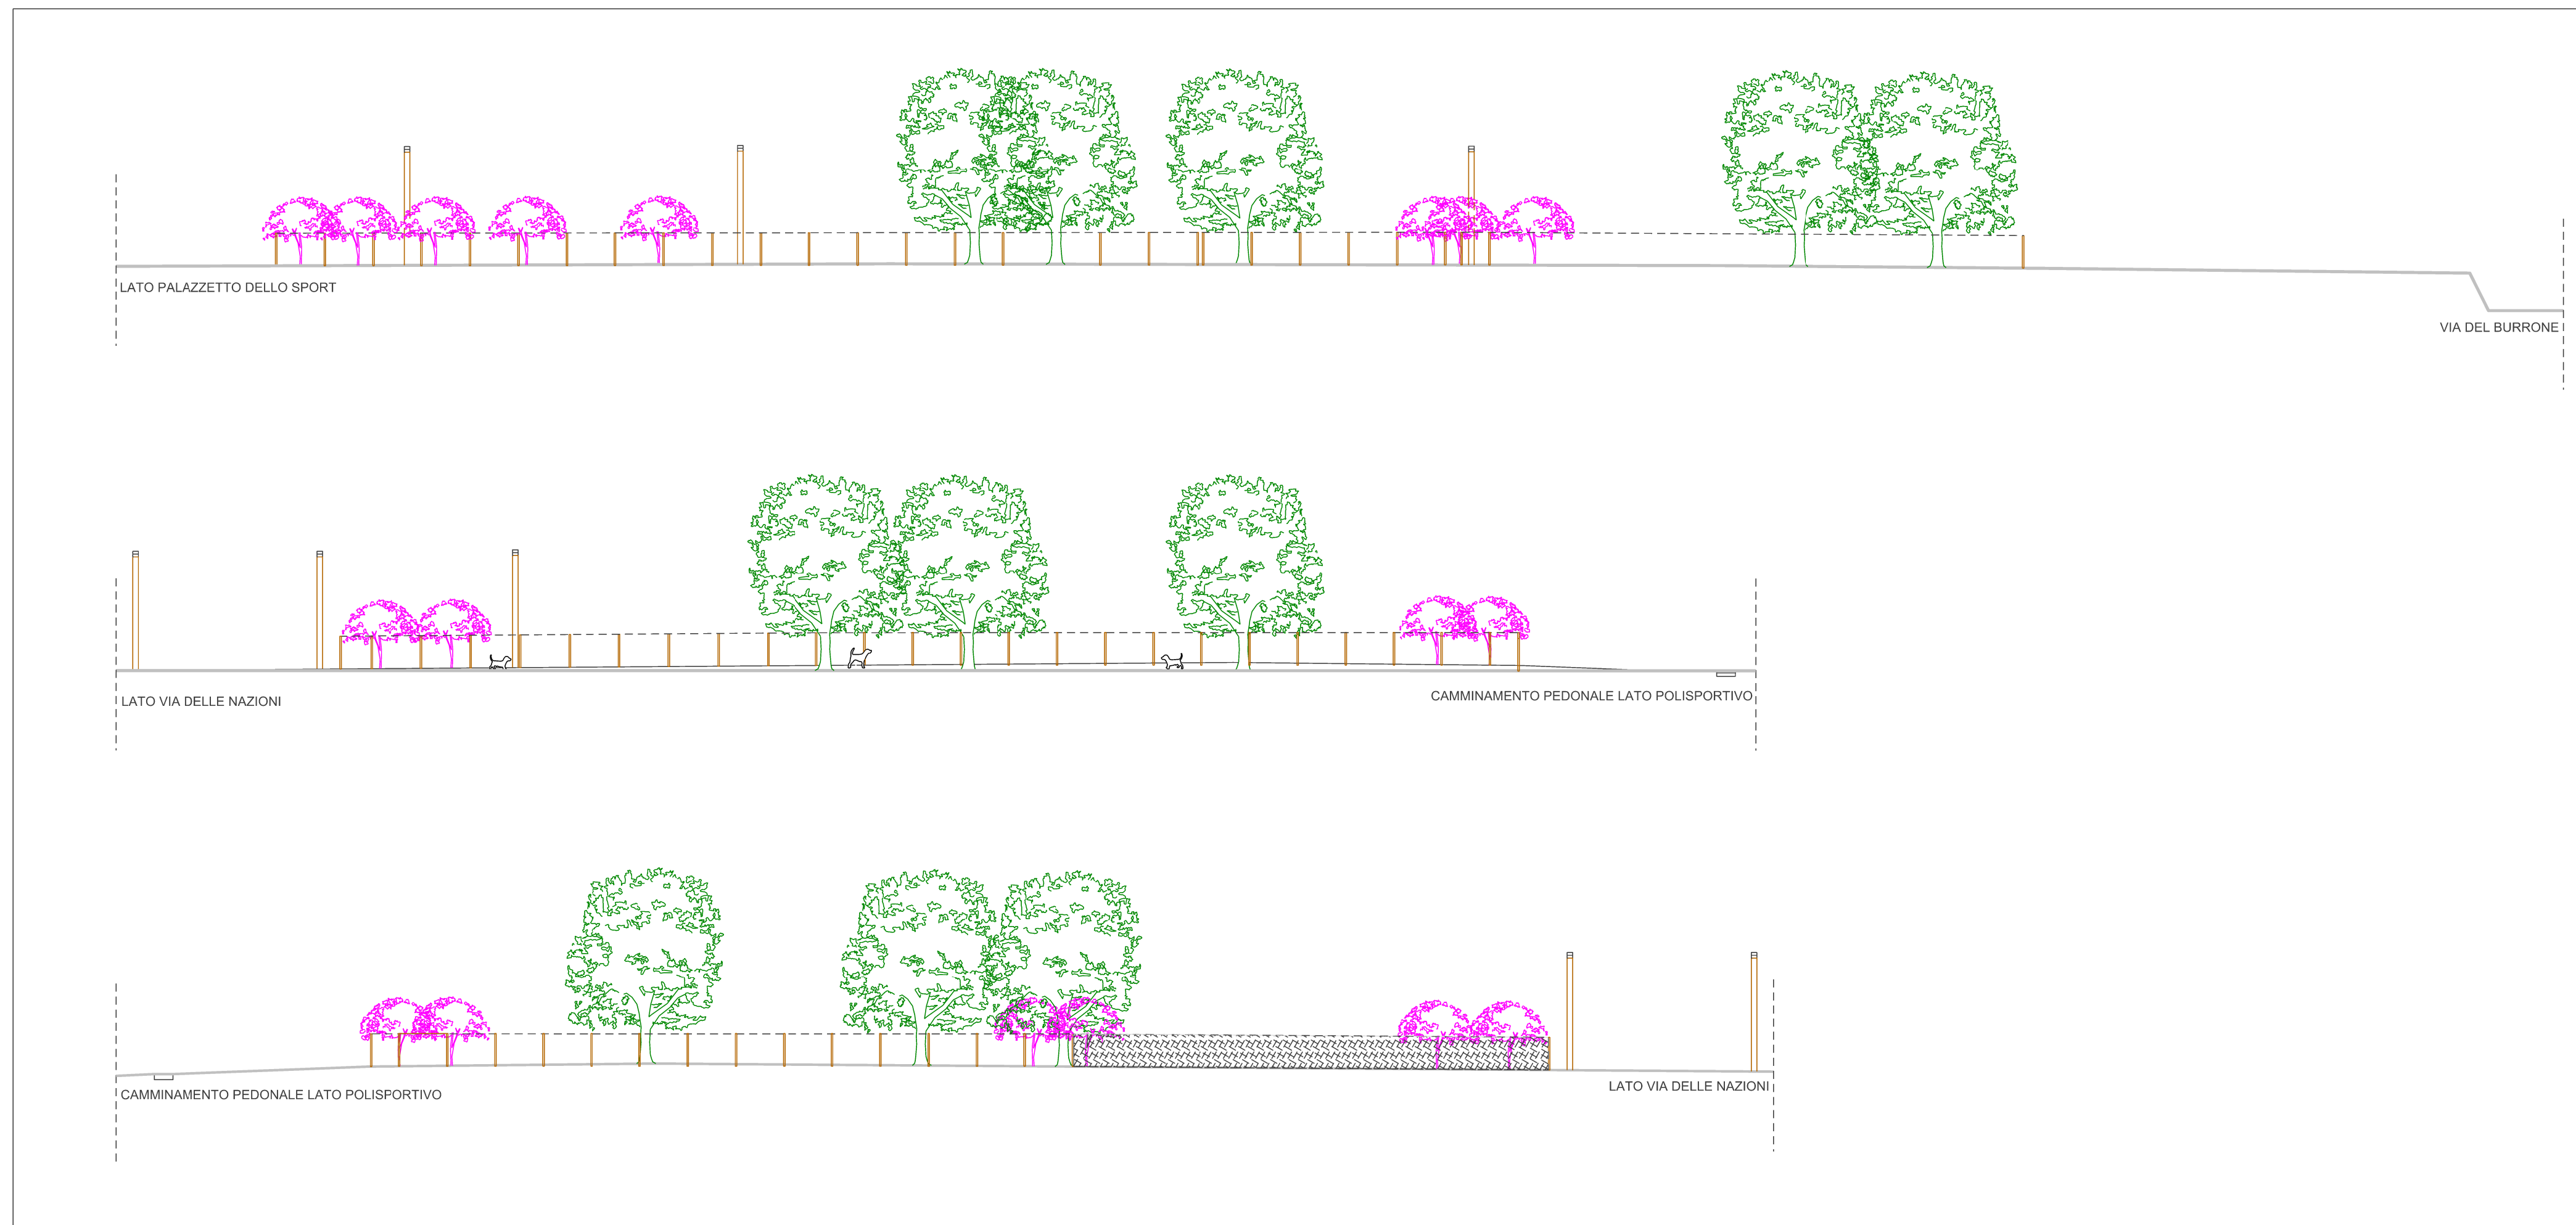 LATO PALAZZETTO DELLO SPORT
VIA DEL BURRONE
LATO VIA DELLE NAZIONI
CAMMINAMENTO PEDONALE LATO POLISPORTIVO
CAMMINAMENTO PEDONALE LATO POLISPORTIVO
LATO VIA DELLE NAZIONI